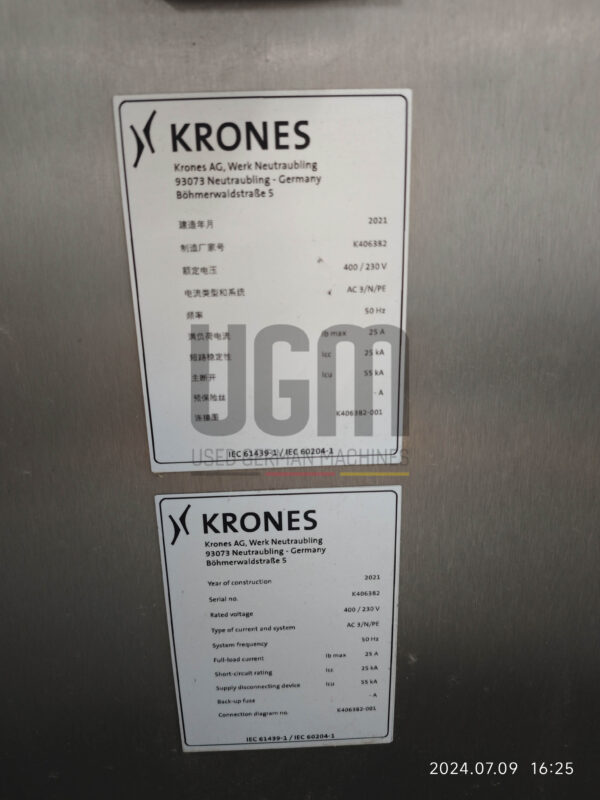 KRONES
Krones AG, Werk Neutraubling
93073 Neutraubling - Germany
Böhmerwaldstraße 5
建造年月 2021
制造厂家号 K406382
额定电压 400 / 230 V
电流类型和系统 AC 3/N/PE
频率 50 Hz
满负荷电流 Ib max 25 A
短路稳定性 Icc 25 kA
主断开 Icu 55 kA
预保险丝 - A
连接图 K406382-001
IEC 61439-1 / IEC 60204-1
UGM
USED GERMAN MACHINES
KRONES
Krones AG, Werk Neutraubling
93073 Neutraubling - Germany
Böhmerwaldstraße 5
Year of construction 2021
Serial no. K406382
Rated voltage 400 / 230 V
Type of current and system AC 3/N/PE
System frequency 50 Hz
Full-load current Ib max 25 A
Short-circuit rating Icc 25 kA
Supply disconnecting device Icu 55 kA
Back-up fuse - A
Connection diagram no. K406382-001
IEC 61439-1 / IEC 60204-1
2024.07.09 16:25